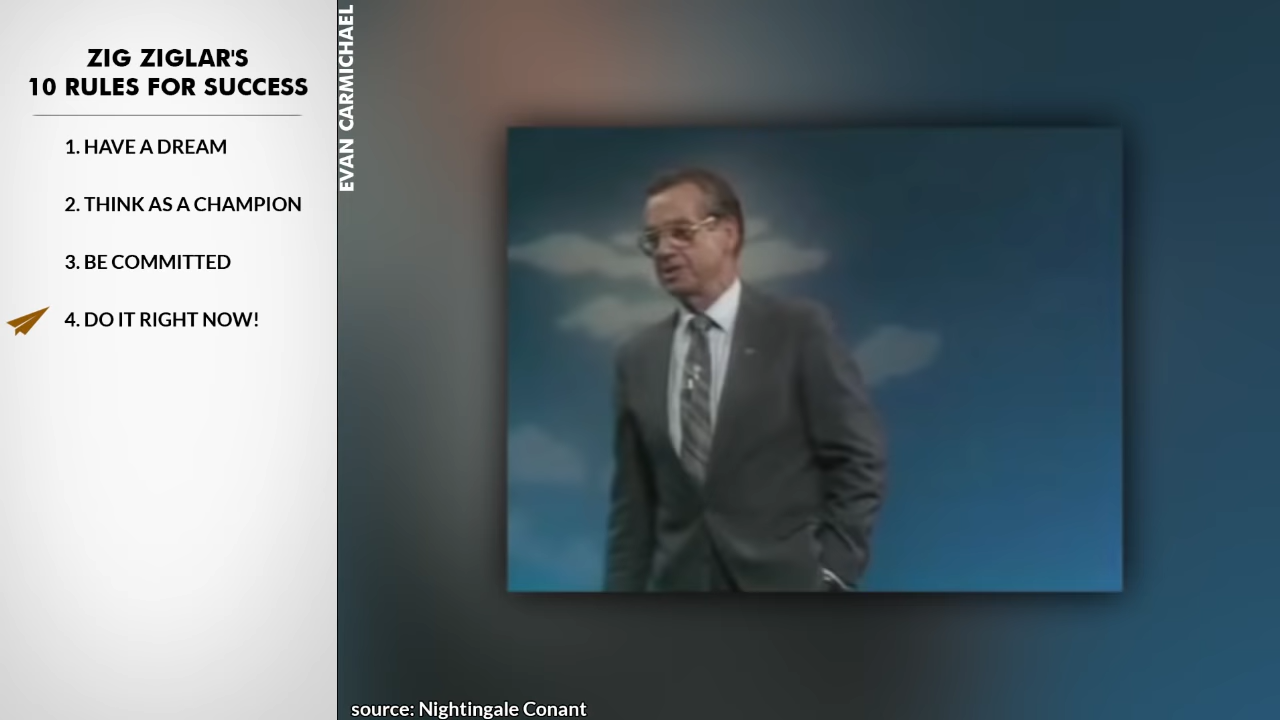 ZIG ZIGLAR'S
10 RULES FOR SUCCESS
1. HAVE A DREAM
2. THINK AS A CHAMPION
3. BE COMMITTED
4. DO IT RIGHT NOW!
EVAN CARMICHAEL
source: Nightingale Conant